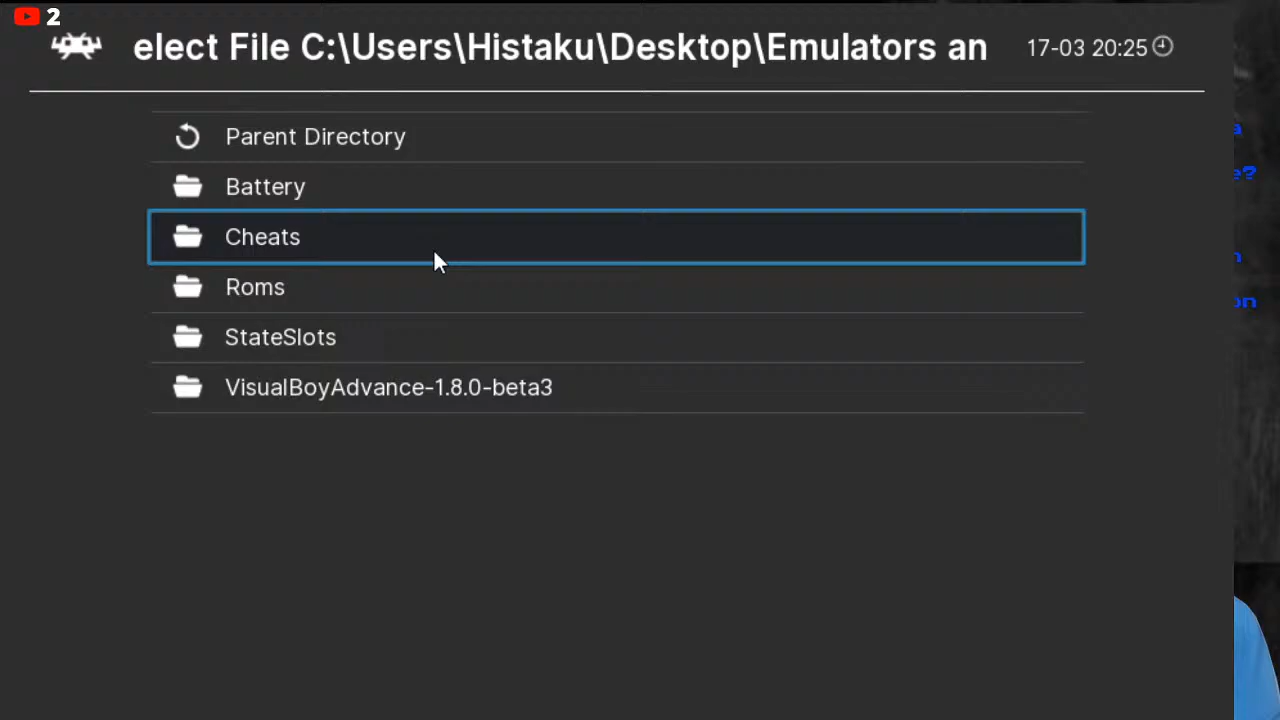 2
elect File C:\Users\Histaku\Desktop\Emulators an
17-03 20:25
Parent Directory
Battery
Cheats
Roms
StateSlots
VisualBoyAdvance-1.8.0-beta3
a
e?
n
on